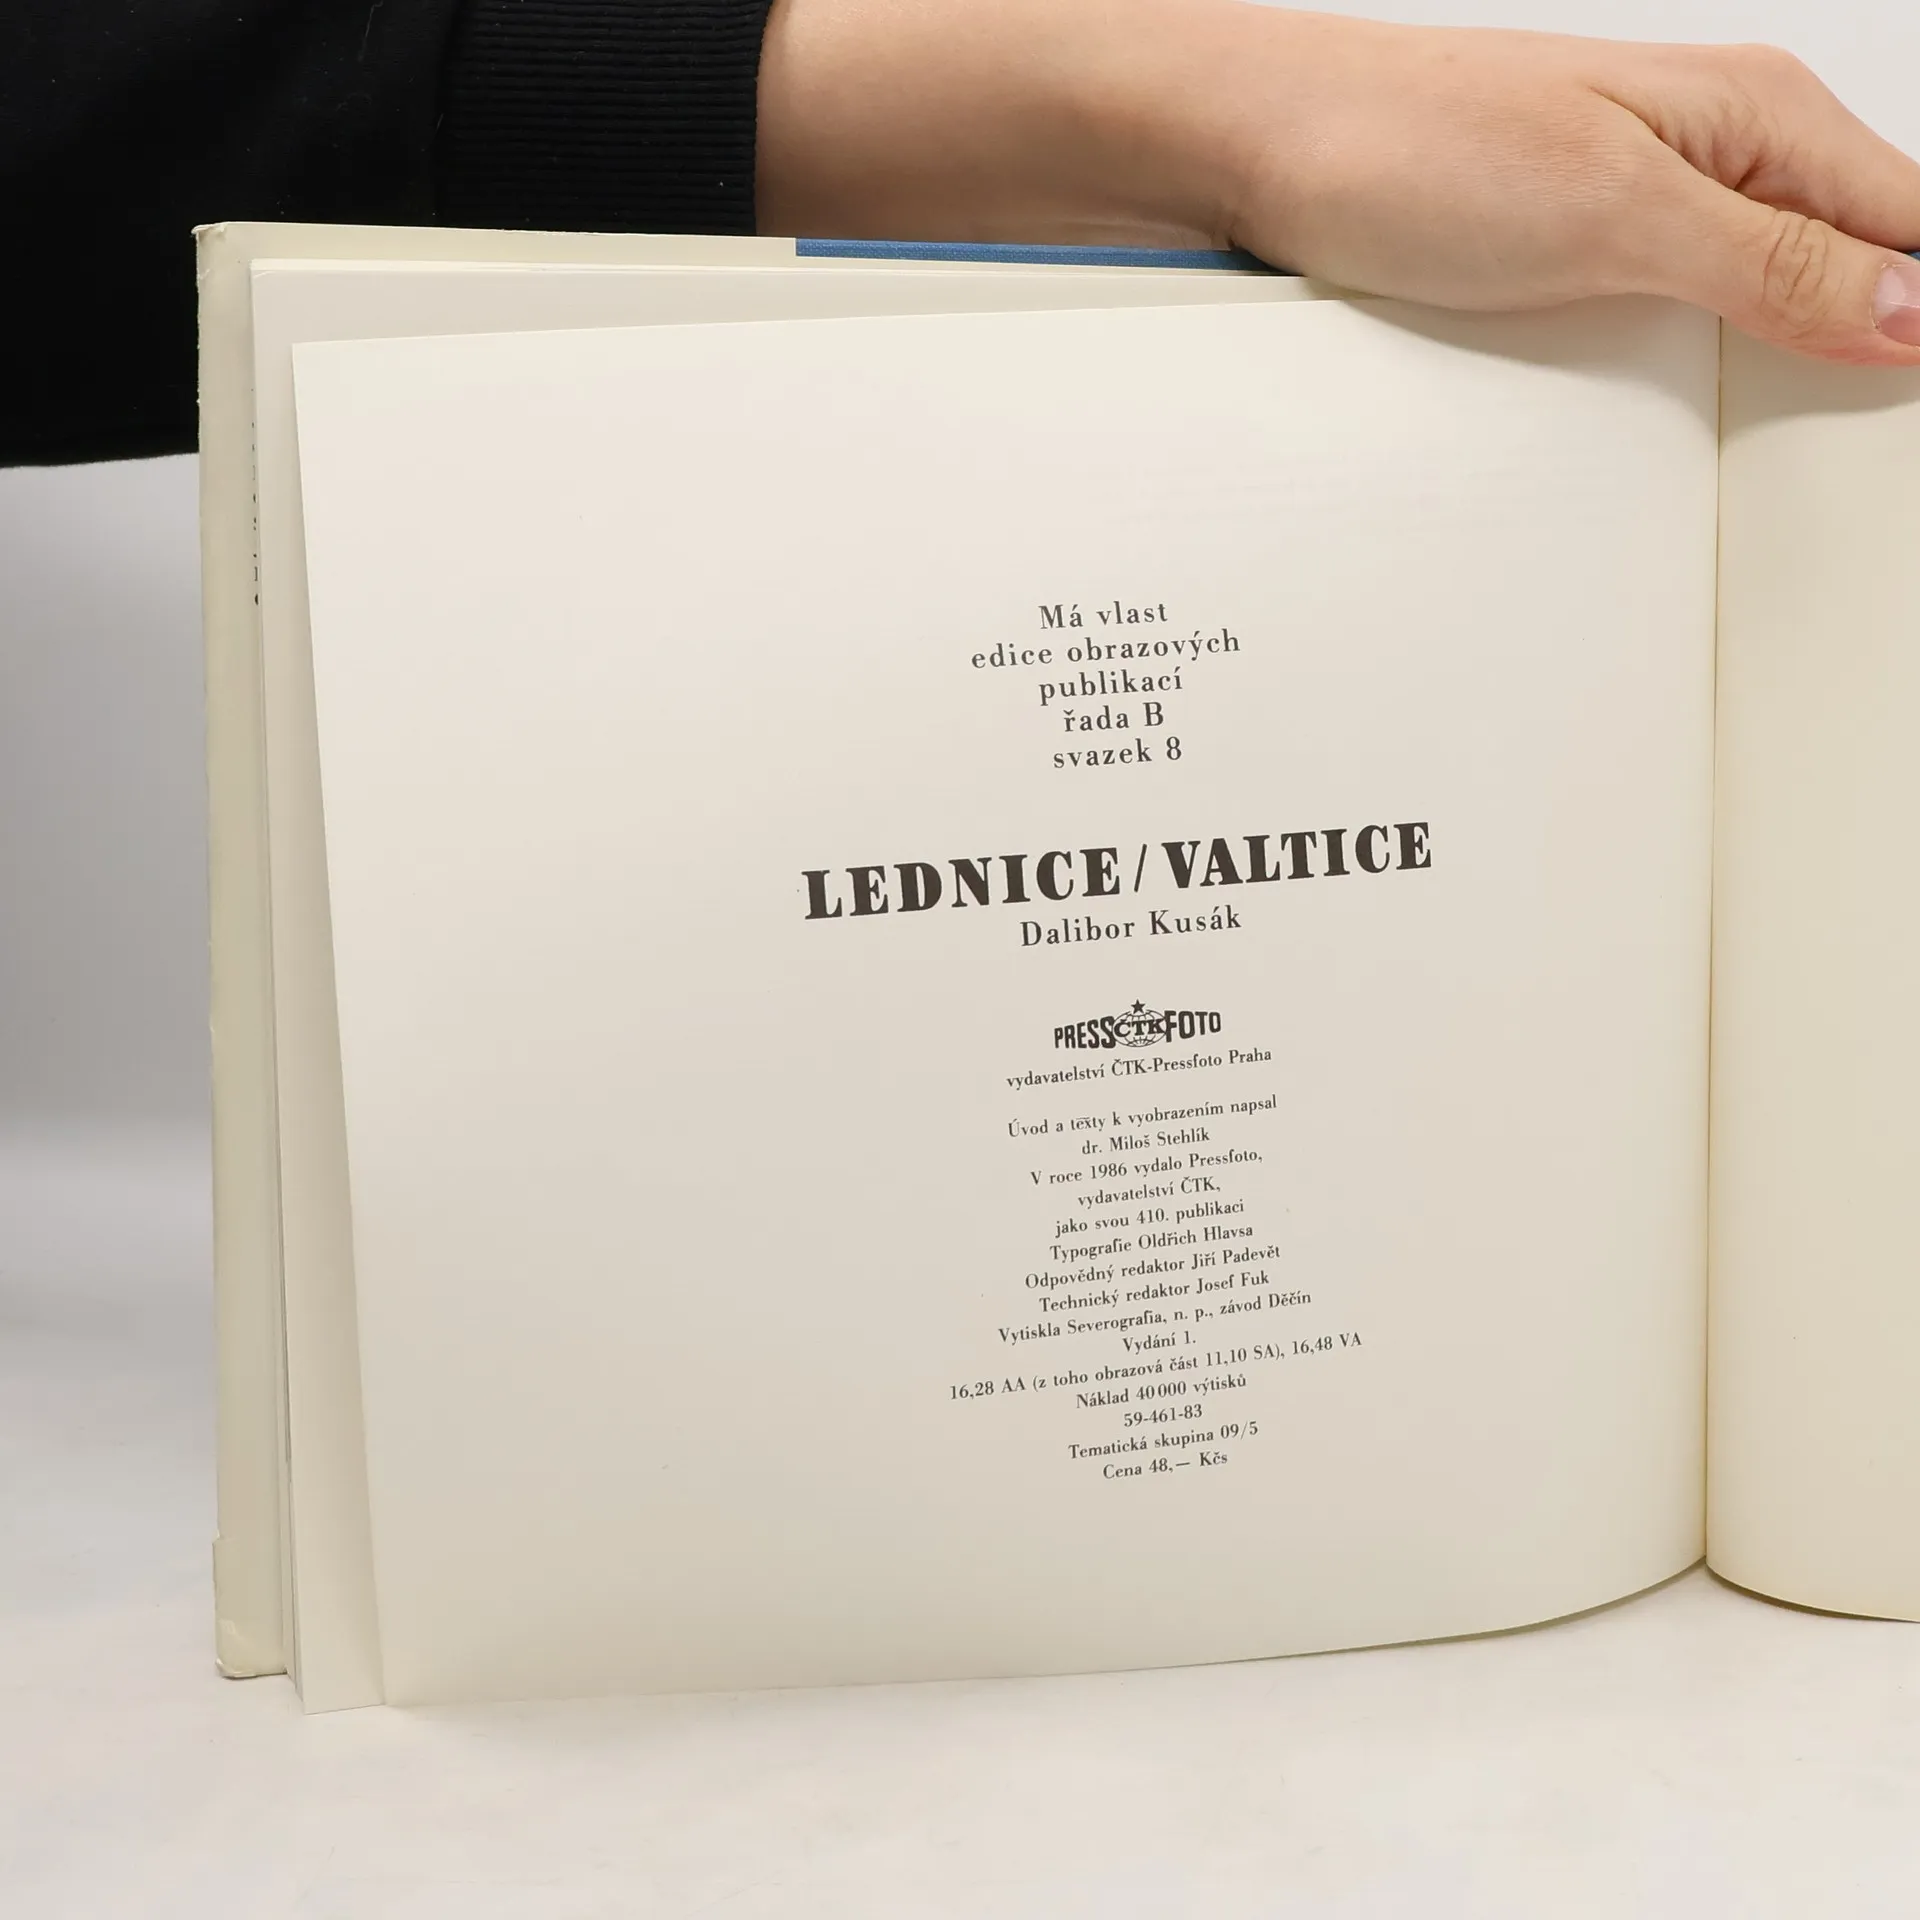 Má vlast
edice obrazových
publikací
řada B
svazek 8
LEDNICE/VALTICE
Dalibor Kusák
PRESS ČTK FOTO
vydavatelství ČTK-Pressfoto Praha
Úvod a texty k vyobrazením napsal
dr. Miloš Stehlík
V roce 1986 vydalo Pressfoto,
vydavatelství ČTK,
jako svou 410. publikaci
Typografie Oldřich Hlavsa
Odpovědný redaktor Jiří Padevět
Technický redaktor Josef Fuk
Vytiskla Severografia, n. p., závod Děčín
Vydání 1.
16,28 AA (z toho obrazová část 11,10 SA), 16,48 VA
Náklad 40 000 výtisků
59-461-83
Tematická skupina 09/5
Cena 48,— Kčs